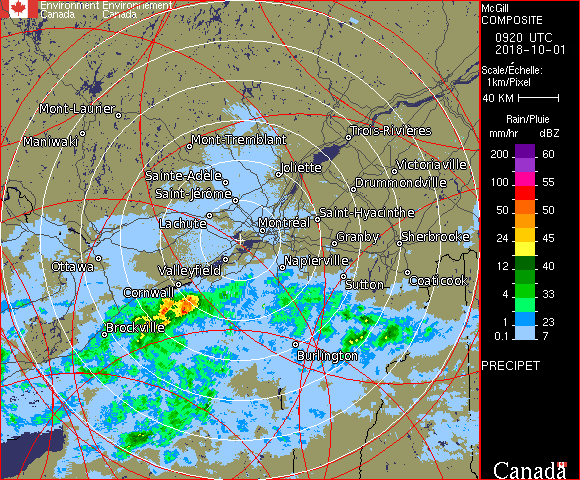 Environment Environnement
Canada Canada
McGill
COMPOSITE
0920 UTC
2018-10-01
Scale/Échelle:
1km/Pixel
40 KM
Rain/Pluie
mm/hr dBZ
200 60
100 55
50 50
24 45
12 40
4 33
1 23
0.1 7
PRECIPET
Canada
Mont-Laurier
Maniwaki
Mont-Tremblant
Trois-Rivières
Joliette
Victoriaville
Sainte-Adèle
Drummondville
Saint-Jérôme
Saint-Hyacinthe
Lachute
Montréal
Granby
Sherbrooke
Ottawa
Valleyfield
Napierville
Sutton
Coaticook
Cornwall
Brockville
Burlington